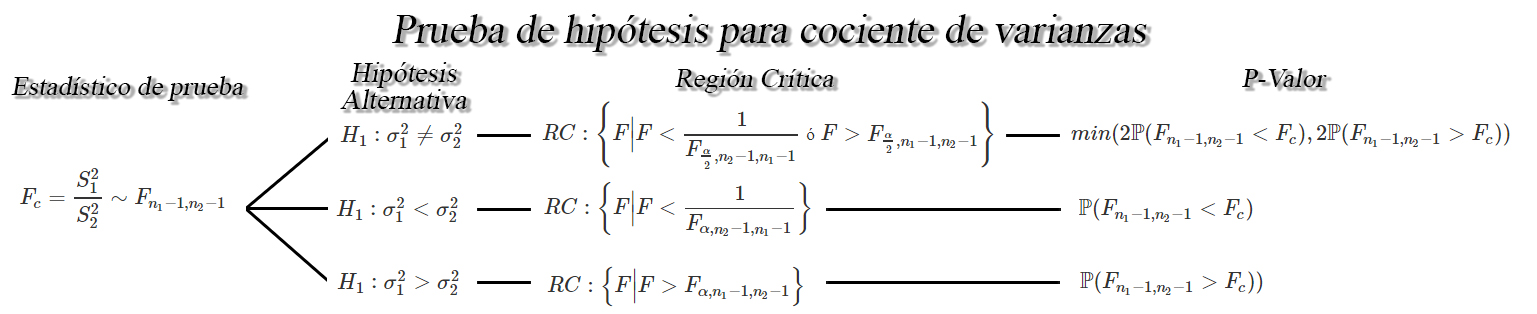 Prueba de hipótesis para cociente de varianzas
Estadístico de prueba
Hipótesis
Alternativa
Región Crítica
P-Valor
F_c = \frac{S_1^2}{S_2^2} \sim F_{n_1-1,n_2-1}
H_1 : \sigma_1^2 \neq \sigma_2^2
RC : \left\{ F \middle| F < \frac{1}{F_{\frac{\alpha}{2},n_2-1,n_1-1}} ó F > F_{\frac{\alpha}{2},n_1-1,n_2-1} \right\}
min(2\mathbb{P}(F_{n_1-1,n_2-1} < F_c), 2\mathbb{P}(F_{n_1-1,n_2-1} > F_c))
H_1 : \sigma_1^2 < \sigma_2^2
RC : \left\{ F \middle| F < \frac{1}{F_{\alpha,n_2-1,n_1-1}} \right\}
\mathbb{P}(F_{n_1-1,n_2-1} < F_c)
H_1 : \sigma_1^2 > \sigma_2^2
RC : \left\{ F \middle| F > F_{\alpha,n_1-1,n_2-1} \right\}
\mathbb{P}(F_{n_1-1,n_2-1} > F_c))